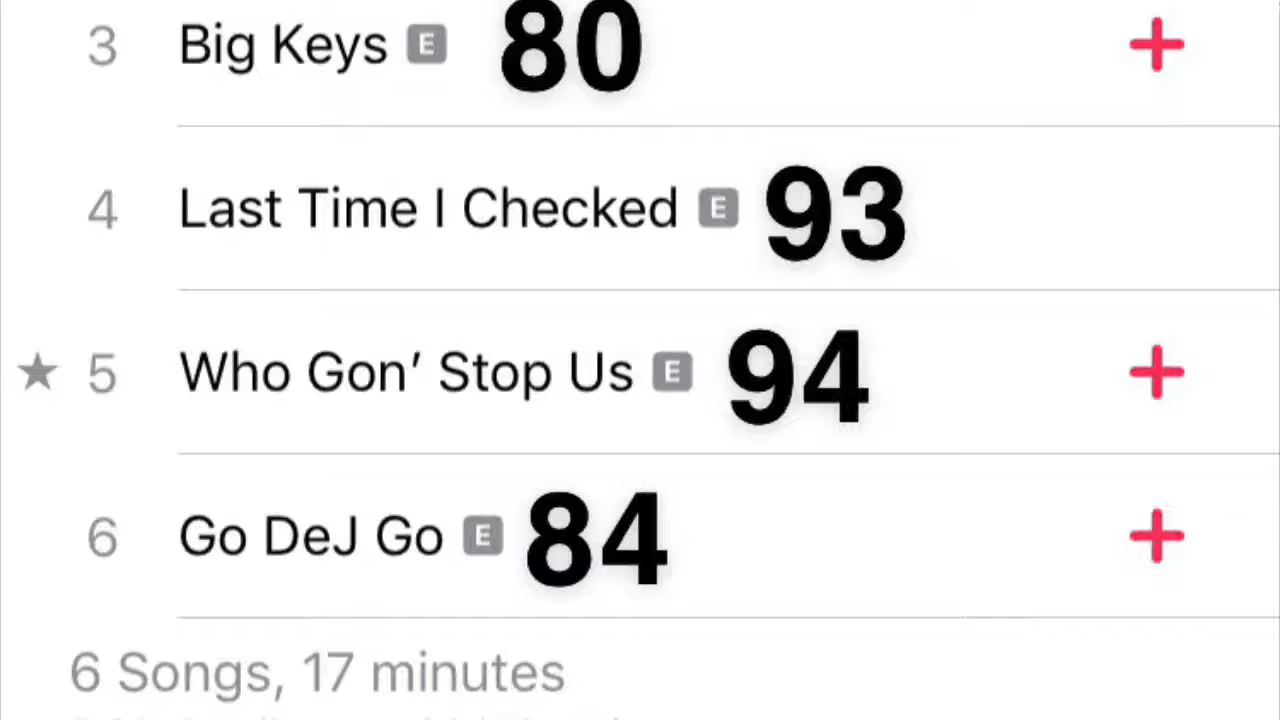 3 Big Keys E 80
4 Last Time I Checked E 93
★ 5 Who Gon’ Stop Us E 94
6 Go DeJ Go E 84
6 Songs, 17 minutes